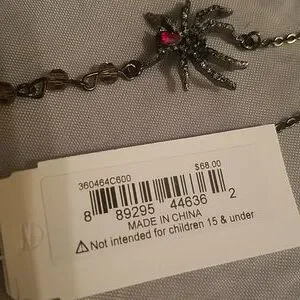 360464C600
$68.00
8 89295 44636 2
MADE IN CHINA
⚠ Not intended for children 15 & under